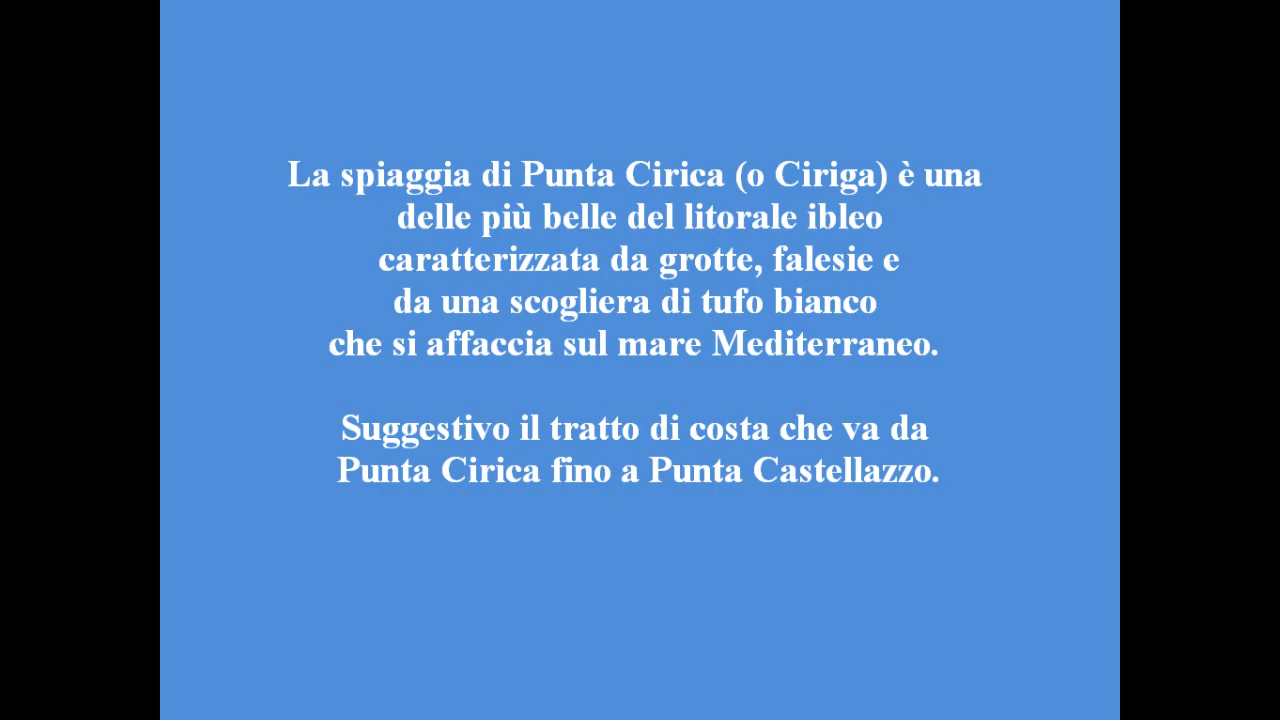 La spiaggia di Punta Cirica (o Ciriga) è una
delle più belle del litorale ibleo
caratterizzata da grotte, falesie e
da una scogliera di tufo bianco
che si affaccia sul mare Mediterraneo.
Suggestivo il tratto di costa che va da
Punta Cirica fino a Punta Castellazzo.